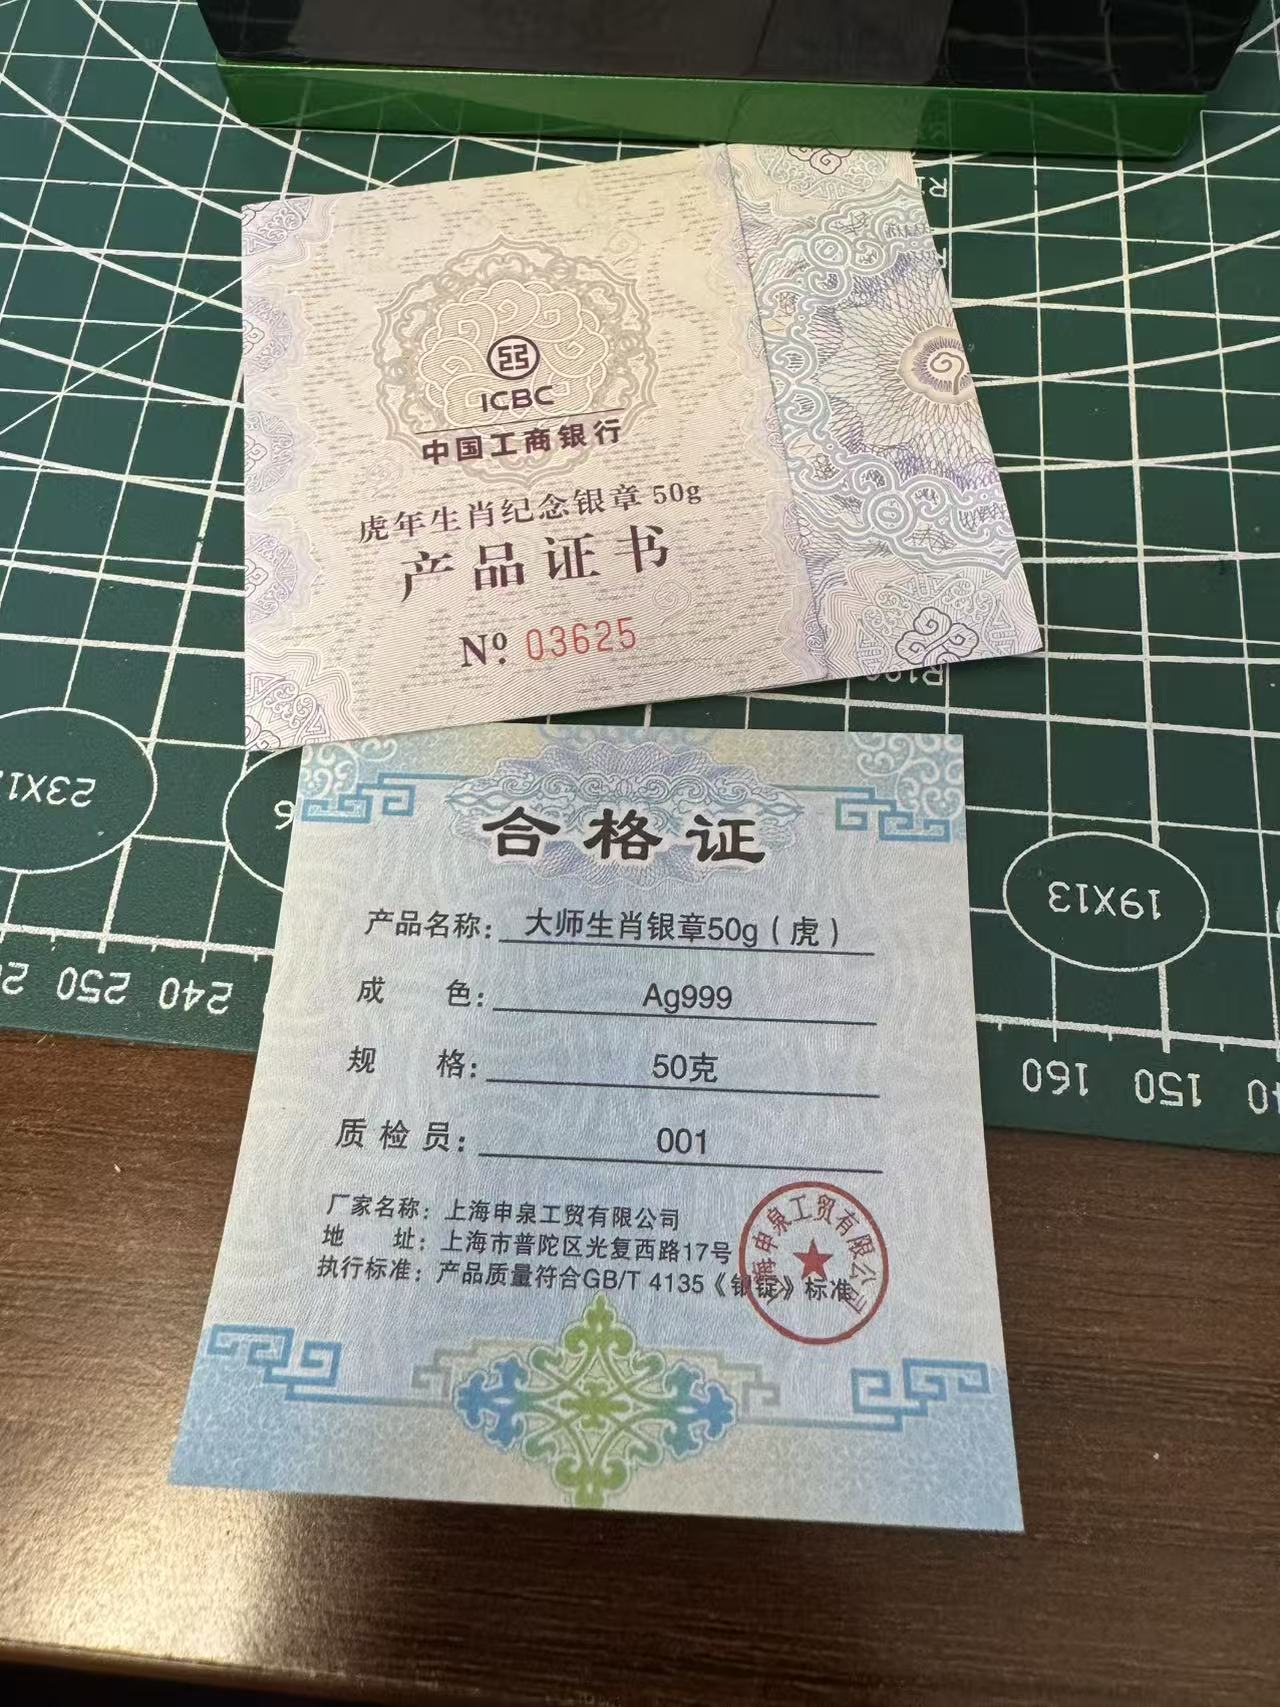 ICBC
中国工商银行
虎年生肖纪念银章 50g
产品证书
Nº. 03625
合格证
产品名称：大师生肖银章50g（虎）
成 色：Ag999
规 格：50克
质检员：001
厂家名称：上海申泉工贸有限公司
地 址：上海市普陀区光复西路17号
执行标准：产品质量符合GB/T 4135《银锭》标准
上海申泉工贸有限公司
23X1
19X13
250 240
160 150